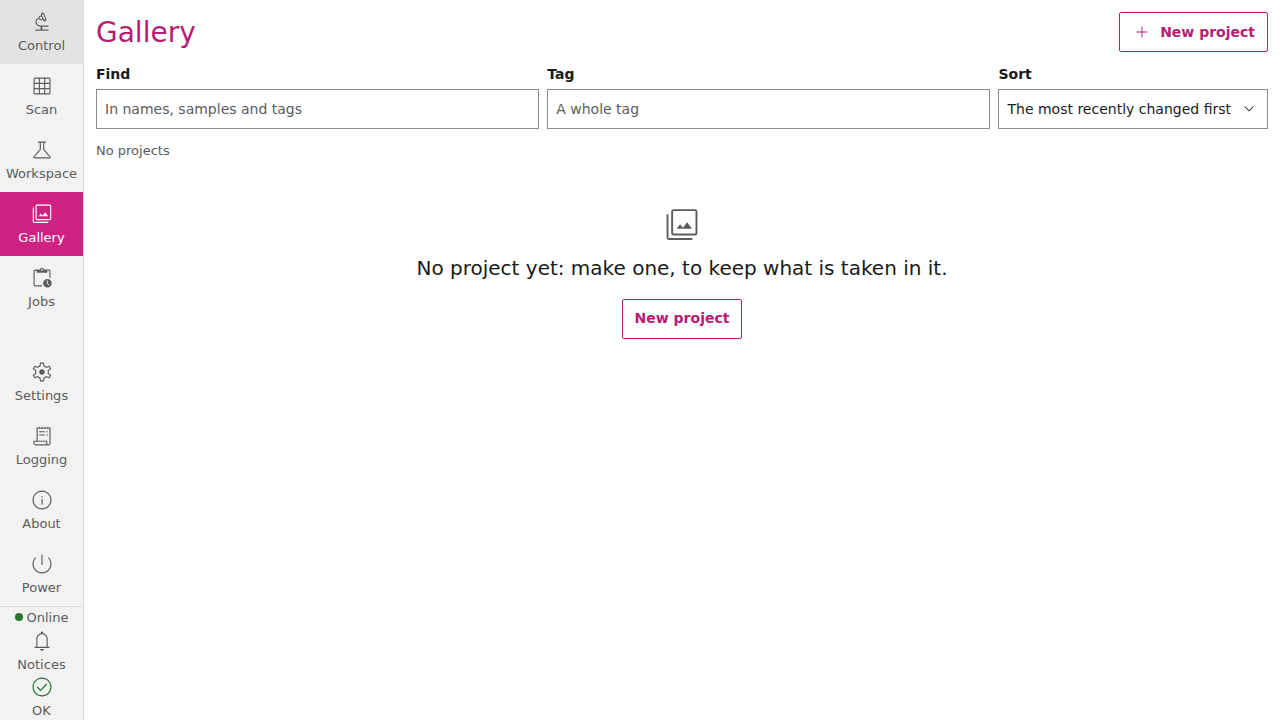 Control
Scan
Workspace
Gallery
Jobs
Settings
Logging
About
Power
Online
Notices
OK
Gallery
New project
Find
Tag
Sort
In names, samples and tags
A whole tag
The most recently changed first
No projects
No project yet: make one, to keep what is taken in it.
New project